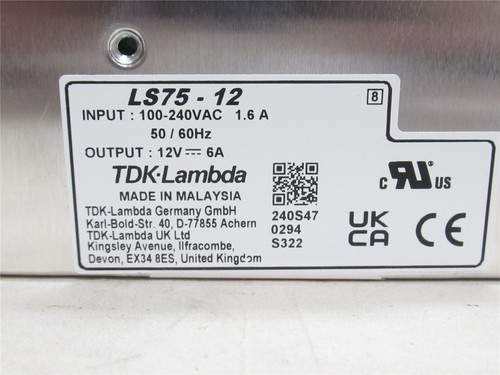 LS75 - 12
8
INPUT : 100-240VAC 1.6 A
50 / 60Hz
OUTPUT : 12V⎓ 6A
TDK·Lambda
MADE IN MALAYSIA
TDK-Lambda Germany GmbH
Karl-Bold-Str. 40, D-77855 Achern
TDK-Lambda UK Ltd
Kingsley Avenue, Ilfracombe,
Devon, EX34 8ES, United Kingdom
240S47
0294
S322
c RU US
UK
CA
CE